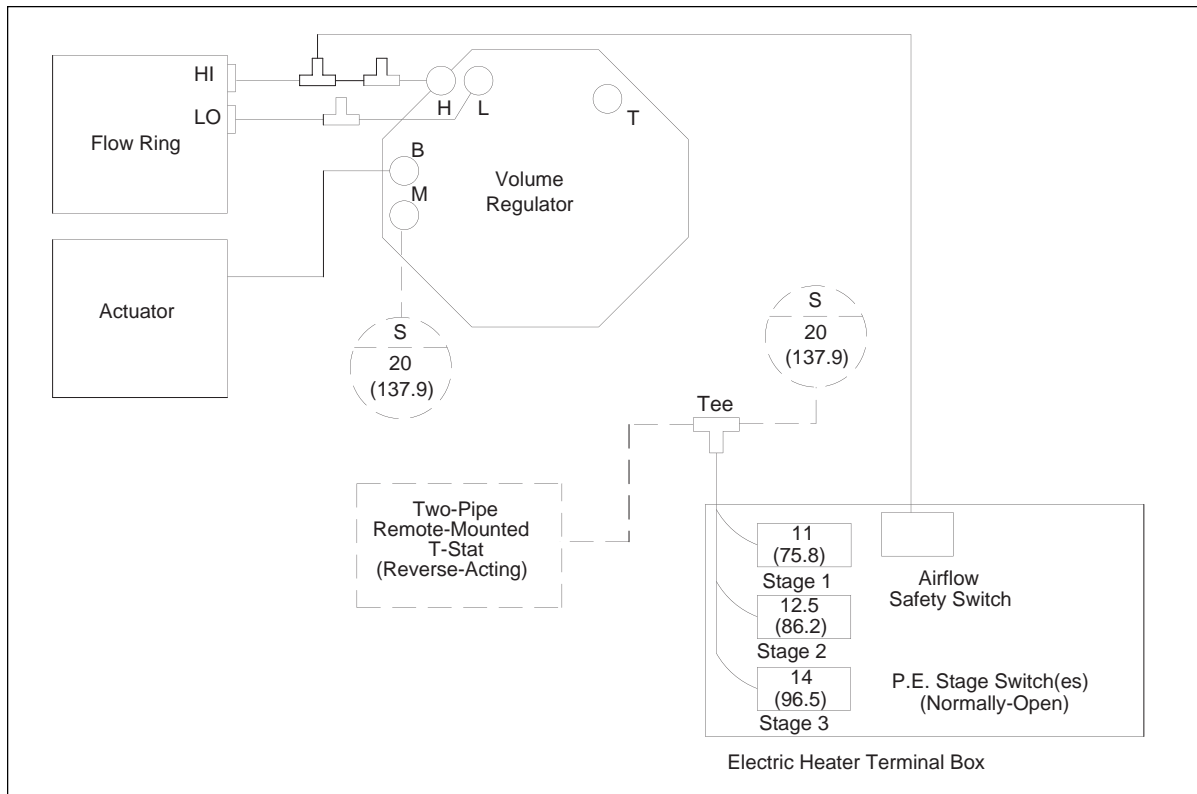 HI
LO
Flow Ring
H
L
T
B
M
Volume
Regulator
Actuator
S
20
(137.9)
S
20
(137.9)
Tee
Two-Pipe
Remote-Mounted
T-Stat
(Reverse-Acting)
11
(75.8)
Stage 1
12.5
(86.2)
Stage 2
14
(96.5)
Stage 3
Airflow
Safety Switch
P.E. Stage Switch(es)
(Normally-Open)
Electric Heater Terminal Box